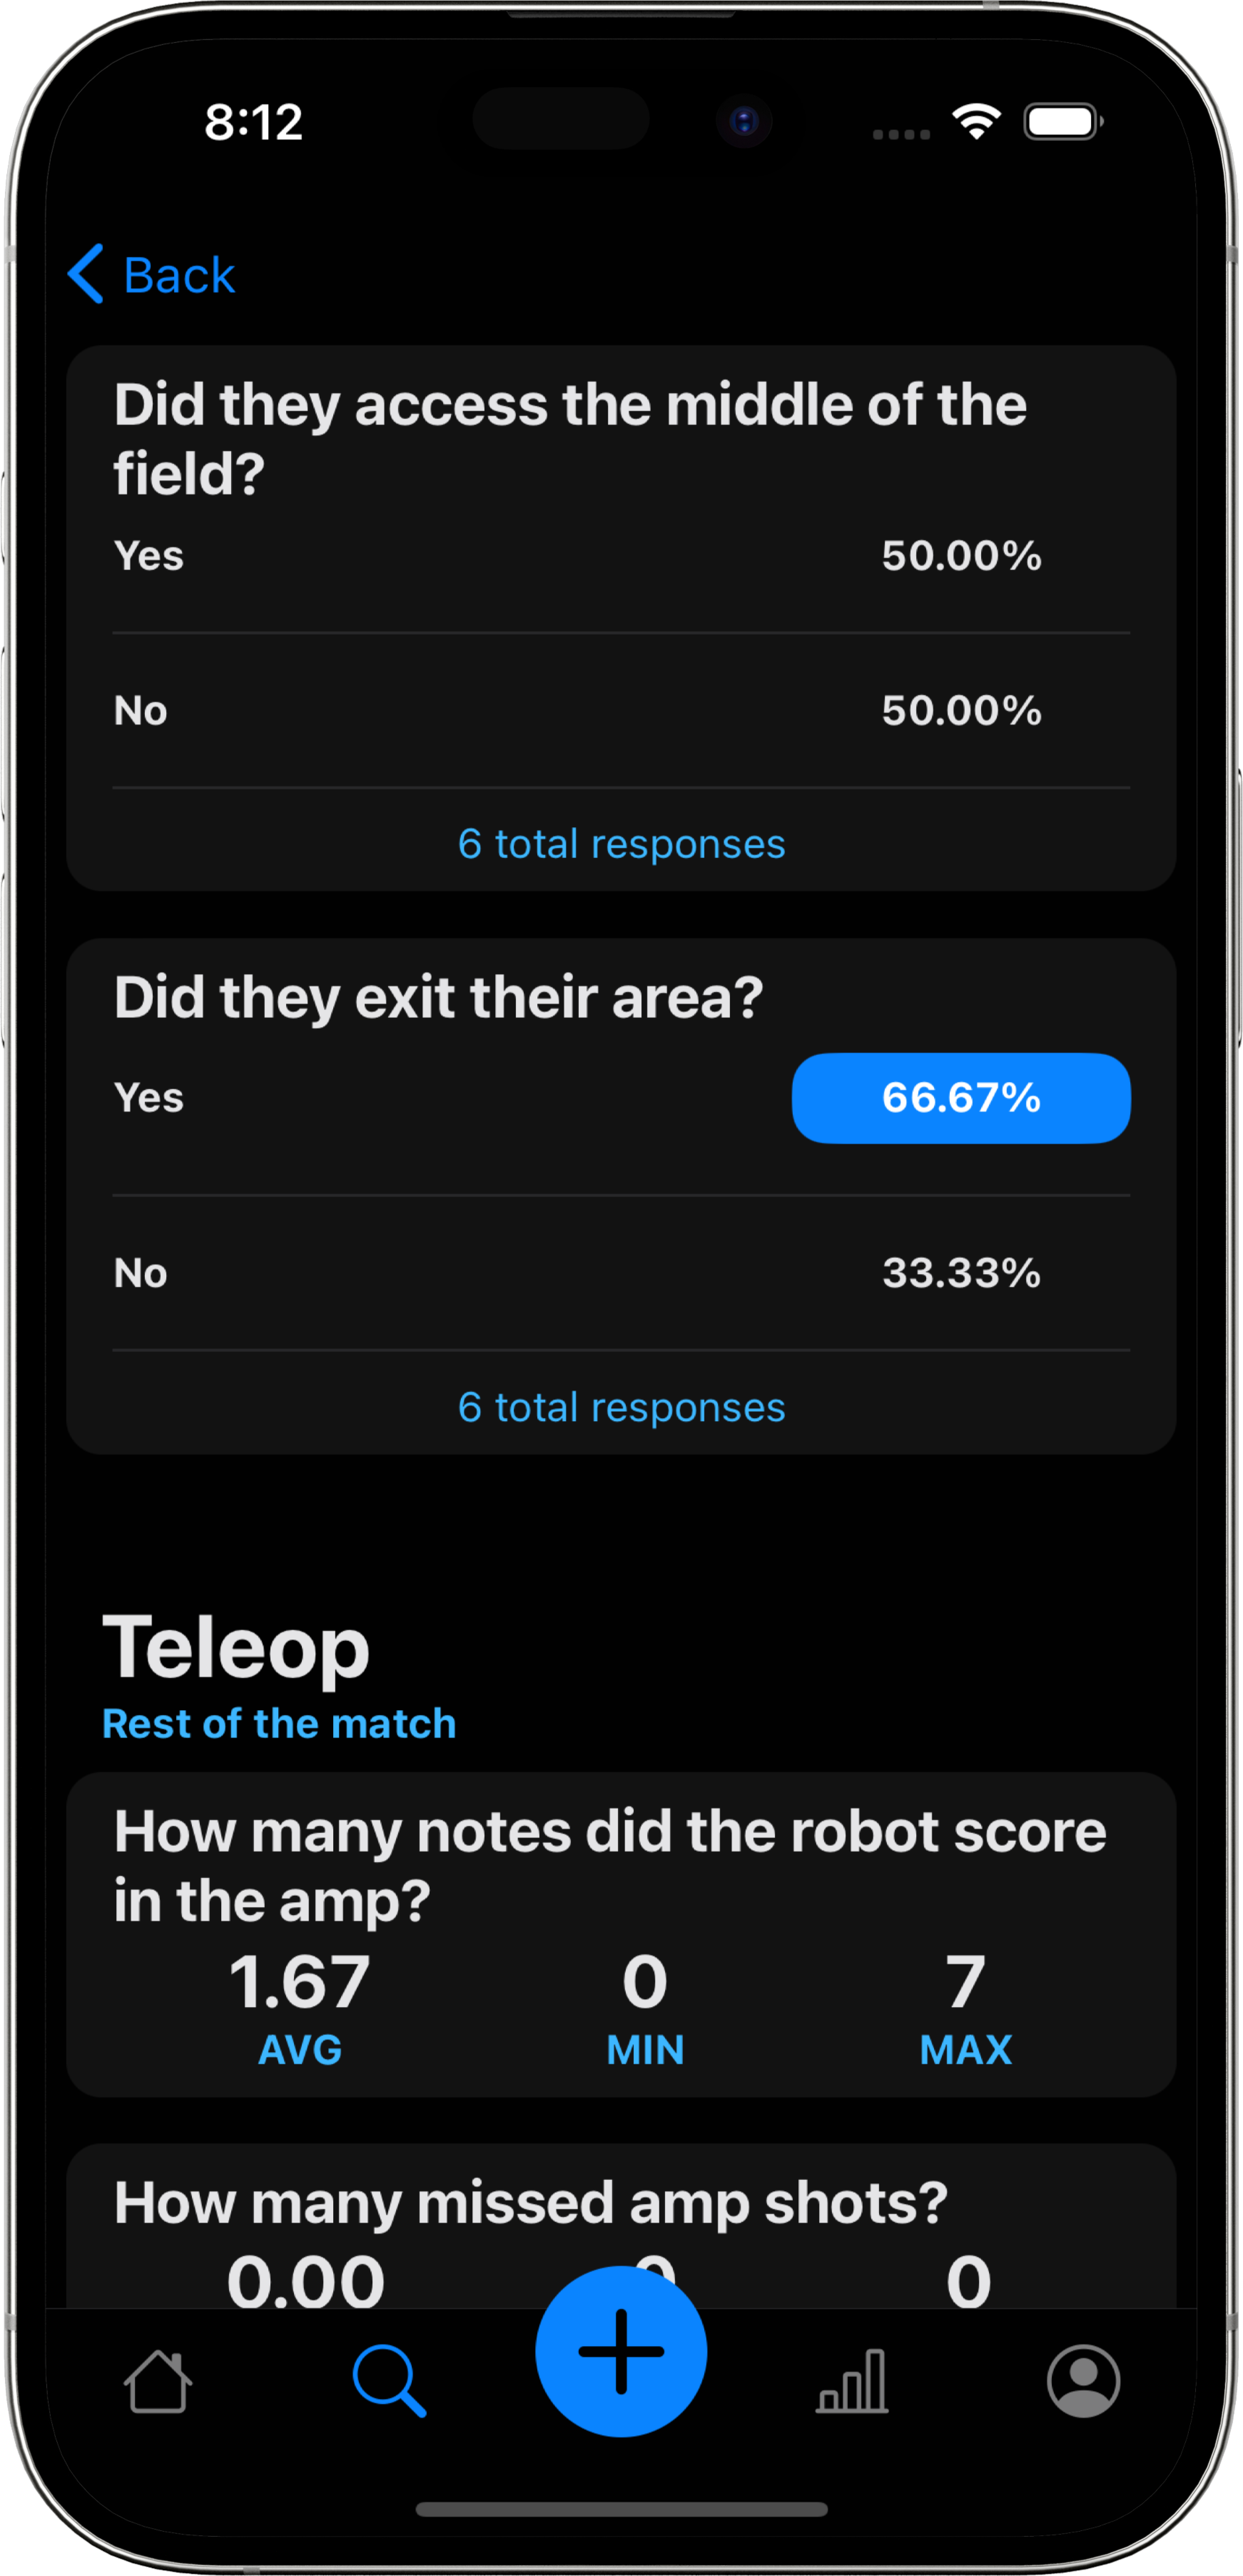 8:12
Back
Did they access the middle of the
field?
Yes 50.00%
No 50.00%
6 total responses
Did they exit their area?
Yes 66.67%
No 33.33%
6 total responses
Teleop
Rest of the match
How many notes did the robot score
in the amp?
1.67 0 7
AVG MIN MAX
How many missed amp shots?
0.00 0 0